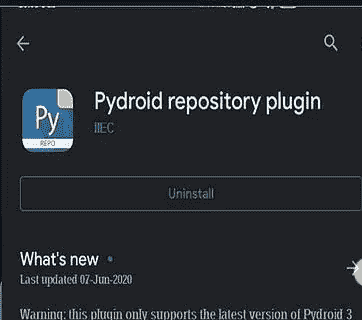 Pydroid repository plugin
Py
REPO
IIEC
Uninstall
What's new
Last updated 07-Jun-2020
Warning: this plugin only supports the latest version of Pydroid 3